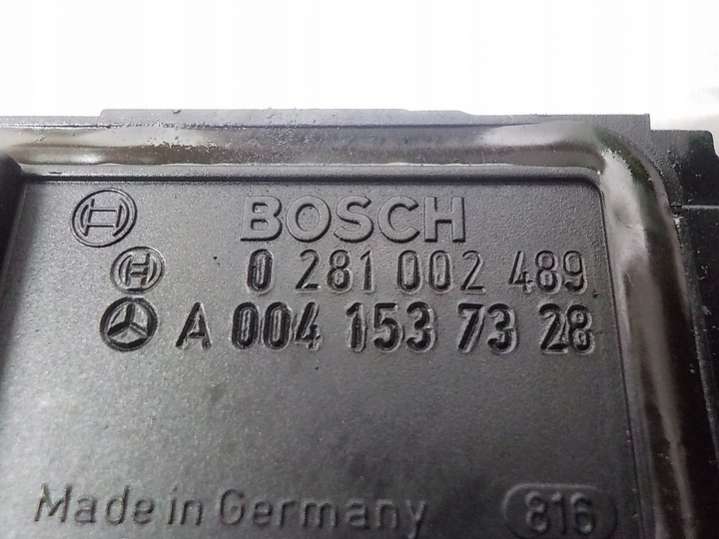 BOSCH
0 281 002 489
A 004 153 73 28
Made in Germany 816